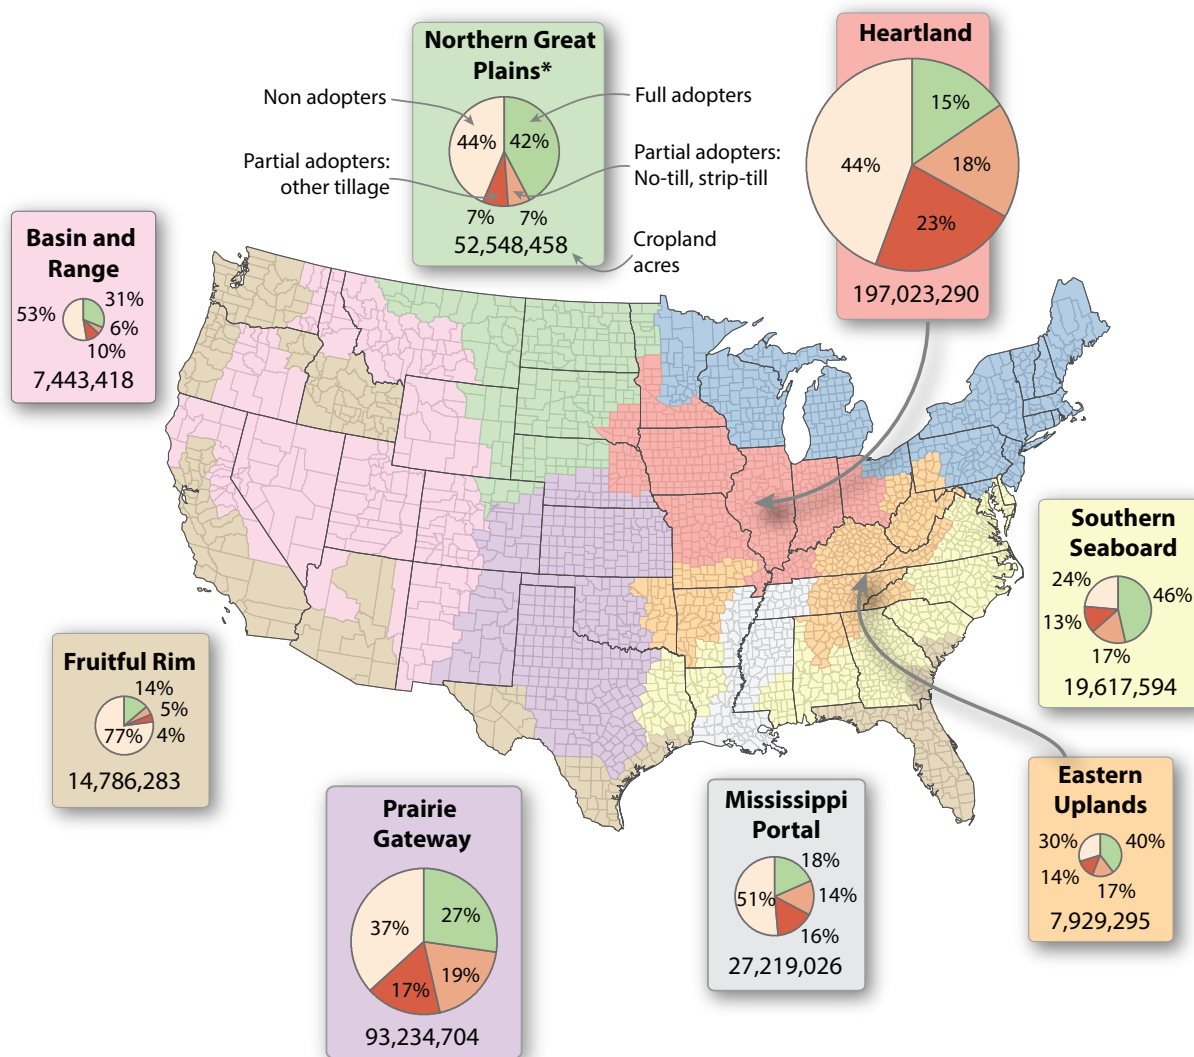 Northern Great
Plains*
Non adopters
Full adopters
44%
42%
Partial adopters:
other tillage
Partial adopters:
No-till, strip-till
7%
7%
52,548,458
Cropland
acres
Heartland
15%
44%
18%
23%
197,023,290
Basin and
Range
53%
31%
6%
10%
7,443,418
Southern
Seaboard
24%
46%
13%
17%
19,617,594
Fruitful Rim
14%
5%
77%
4%
14,786,283
Prairie
Gateway
37%
27%
19%
17%
93,234,704
Mississippi
Portal
18%
51%
14%
16%
27,219,026
Eastern
Uplands
30%
40%
14%
17%
7,929,295